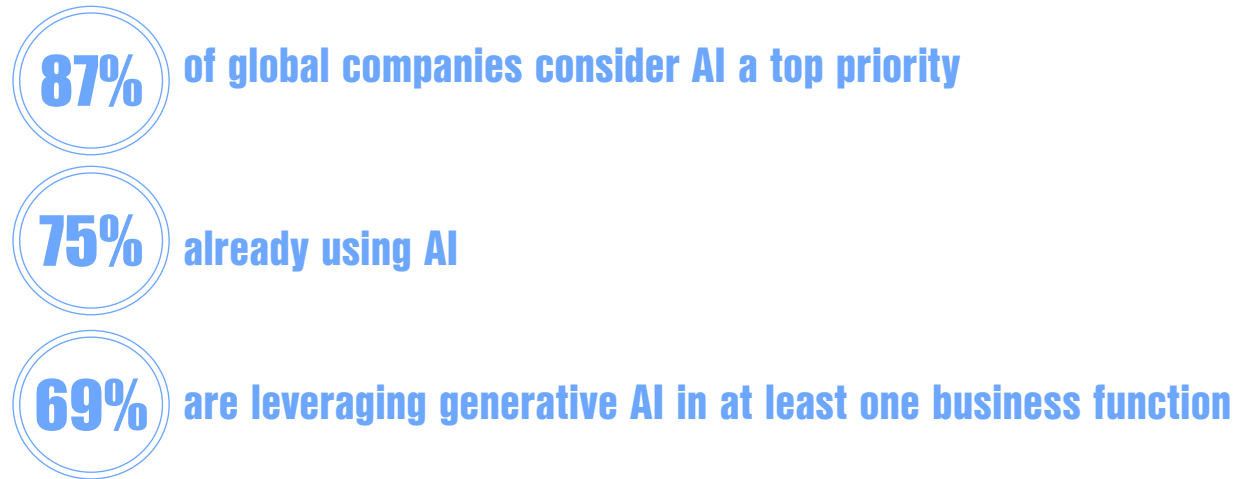 87% of global companies consider AI a top priority
75% already using AI
69% are leveraging generative AI in at least one business function